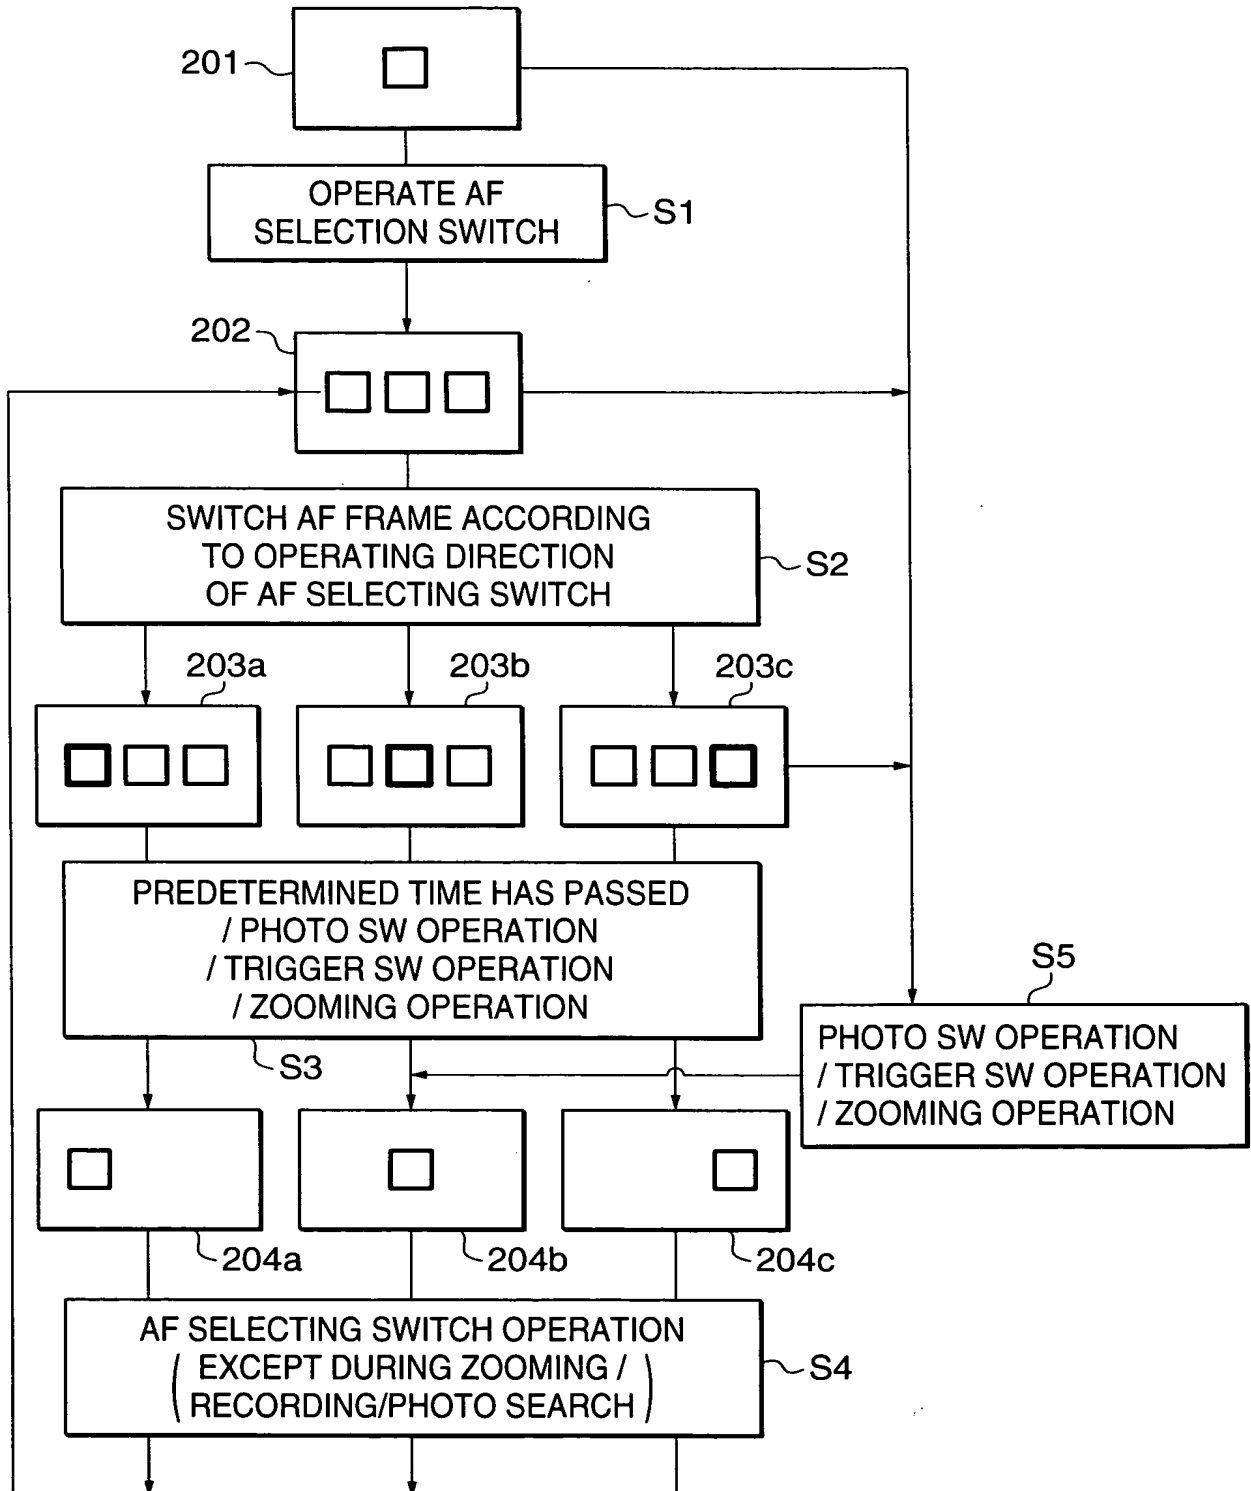 201
OPERATE AF
SELECTION SWITCH
S1
202
SWITCH AF FRAME ACCORDING
TO OPERATING DIRECTION
OF AF SELECTING SWITCH
S2
203a
203b
203c
PREDETERMINED TIME HAS PASSED
/ PHOTO SW OPERATION
/ TRIGGER SW OPERATION
/ ZOOMING OPERATION
S3
S5
PHOTO SW OPERATION
/ TRIGGER SW OPERATION
/ ZOOMING OPERATION
204a
204b
204c
AF SELECTING SWITCH OPERATION
( EXCEPT DURING ZOOMING /
RECORDING/PHOTO SEARCH )
S4